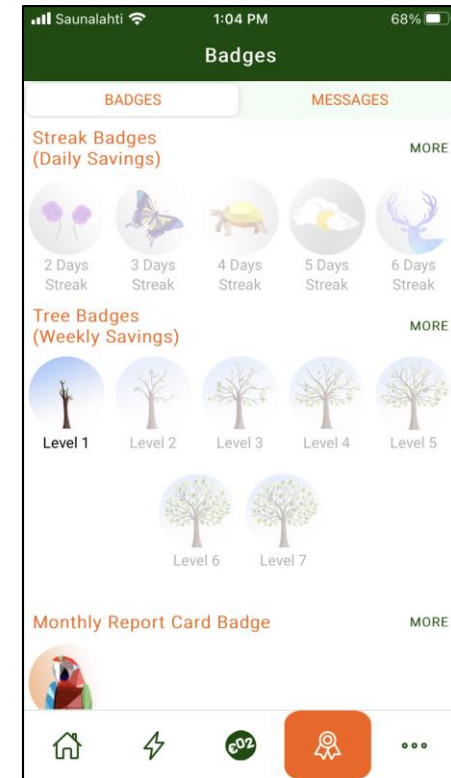 Saunalahti 1:04 PM 68%
Badges
BADGES MESSAGES
Streak Badges
(Daily Savings)
MORE
2 Days 3 Days 4 Days 5 Days 6 Days
Streak Streak Streak Streak Streak
Tree Badges
(Weekly Savings)
MORE
Level 1 Level 2 Level 3 Level 4 Level 5
Level 6 Level 7
Monthly Report Card Badge MORE
€O2